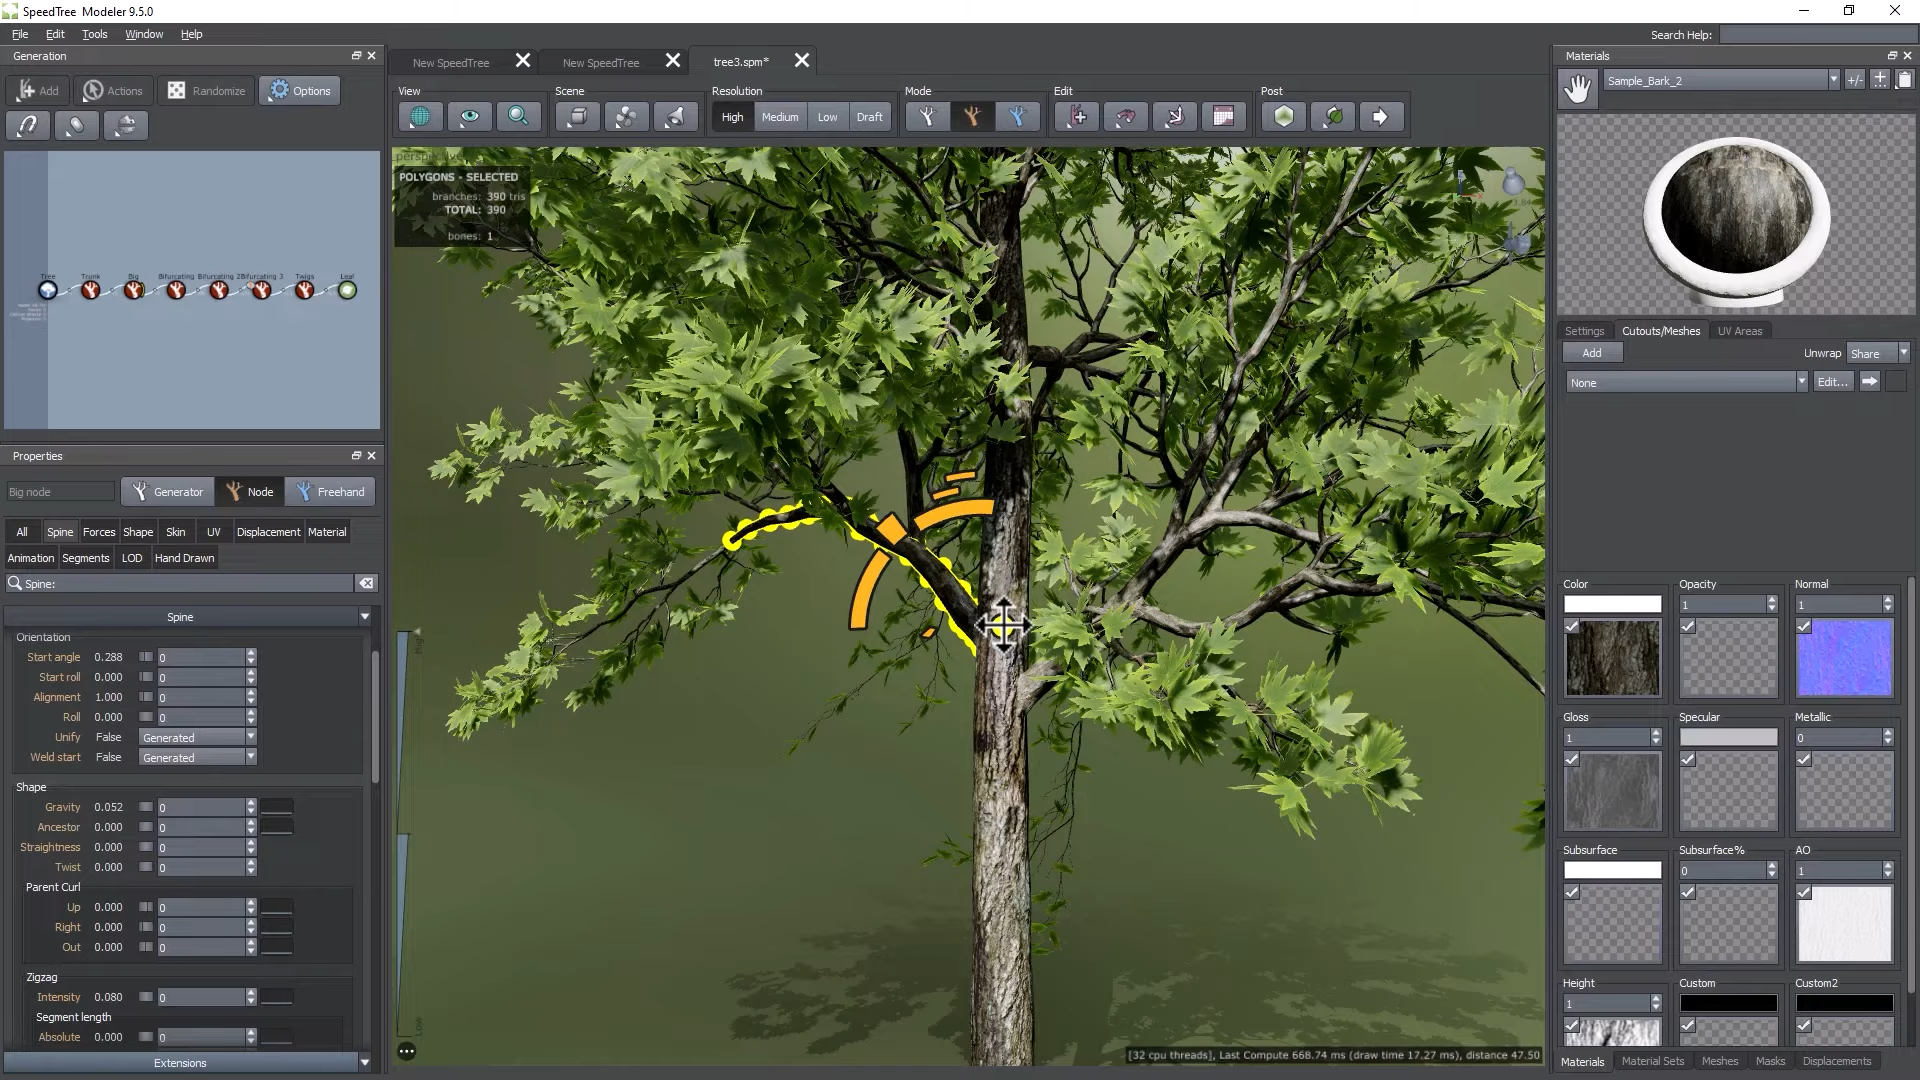 SpeedTree Modeler 9.5.0
File Edit Tools Window Help
Search Help:
Generation
Add Actions Randomize Options
Tree Trunk Big Bifurcating Bifurcating 2 Bifurcating 3 Twigs Leaf
Properties
Big node Generator Node Freehand
All Spine Forces Shape Skin UV Displacement Material
Animation Segments LOD Hand Drawn
Spine:
Spine
Orientation
Start angle 0.288 0
Start roll 0.000 0
Alignment 1.000 0
Roll 0.000 0
Unify False Generated
Weld start False Generated
Shape
Gravity 0.052 0
Ancestor 0.000 0
Straightness 0.000 0
Twist 0.000 0
Parent Curl
Up 0.000 0
Right 0.000 0
Out 0.000 0
Zigzag
Intensity 0.080 0
Segment length
Absolute 0.000 0
Extensions
New SpeedTree New SpeedTree tree3.spm*
View Scene Resolution Mode Edit Post
High Medium Low Draft
perspective
POLYGONS - SELECTED
branches: 390 tris
TOTAL: 390
bones: 1
High
Low
[32 cpu threads], Last Compute 668.74 ms (draw time 17.27 ms), distance 47.50
Materials
Sample_Bark_2 +/-
Settings Cutouts/Meshes UV Areas
Add Unwrap Share
None Edit...
Color Opacity Normal
1 1
Gloss Specular Metallic
1 0
Subsurface Subsurface% AO
0 1
Height Custom Custom2
1
Materials Material Sets Meshes Masks Displacements